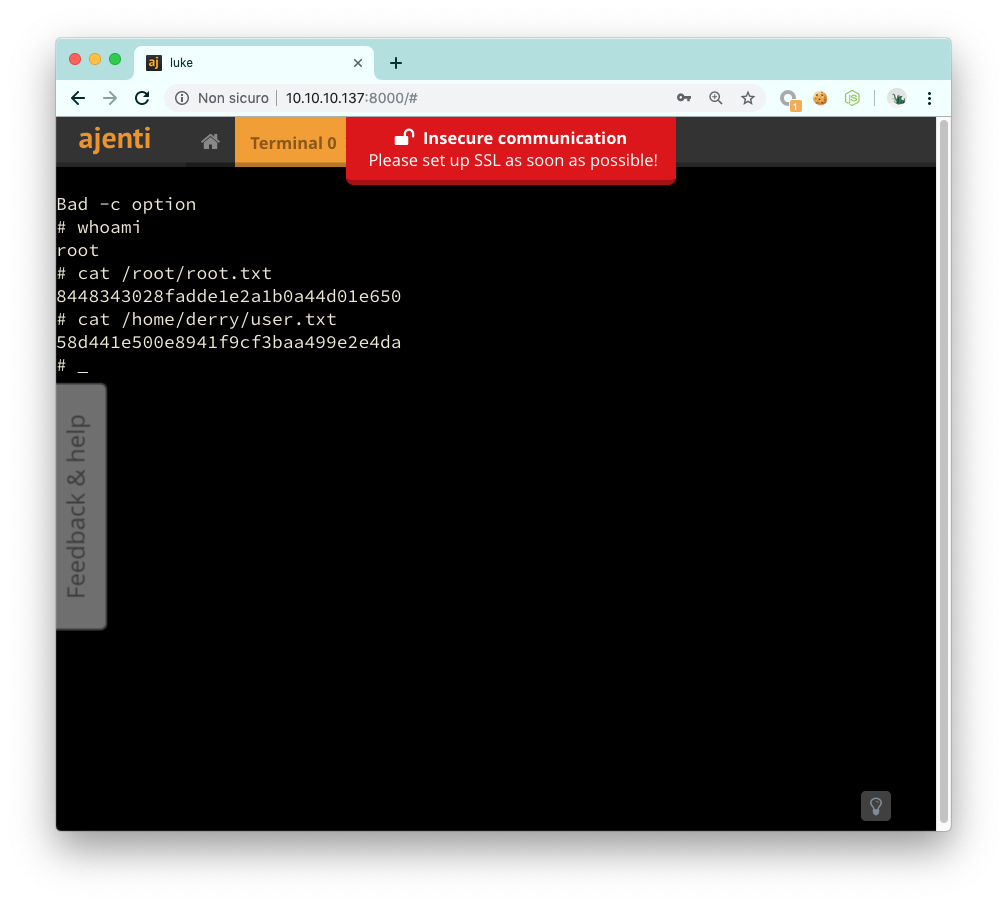 aj luke
Non sicuro 10.10.10.137:8000/#
1
JS
ajenti
Terminal 0
Insecure communication
Please set up SSL as soon as possible!
Bad -c option
# whoami
root
# cat /root/root.txt
8448343028fadde1e2a1b0a44d01e650
# cat /home/derry/user.txt
58d441e500e8941f9cf3baa499e2e4da
# _
Feedback & help